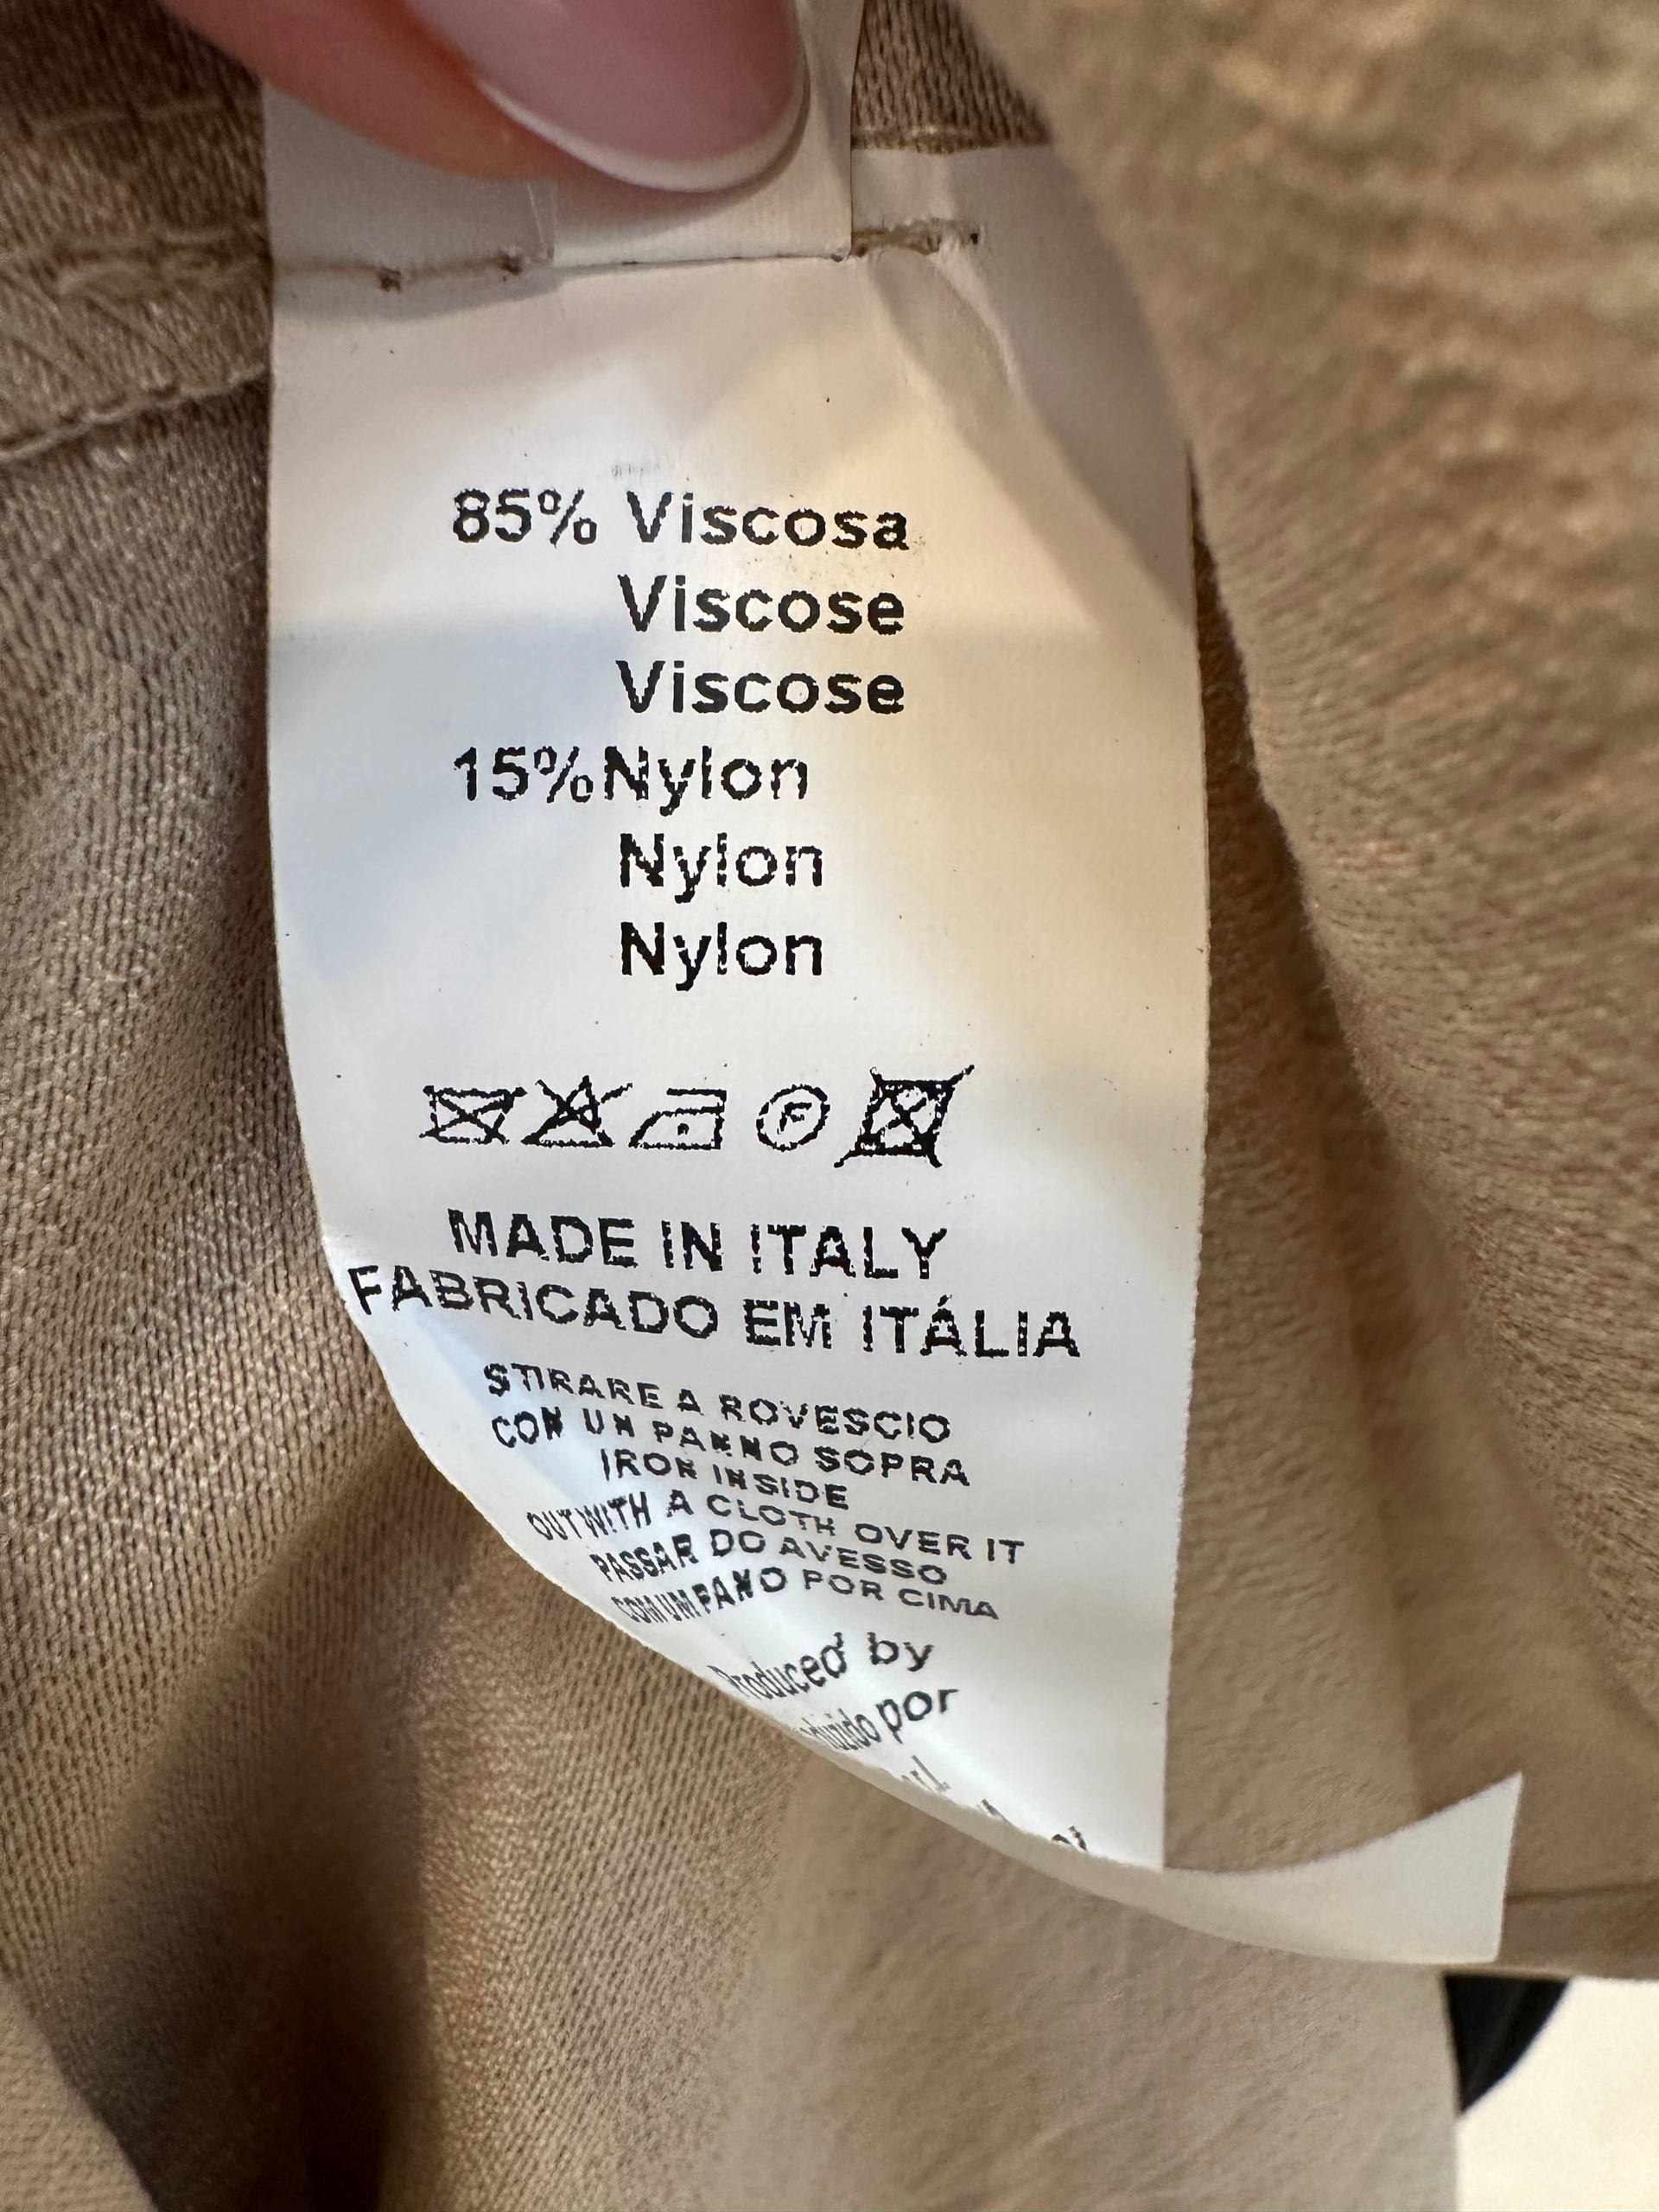 85% Viscosa
Viscose
Viscose
15%Nylon
Nylon
Nylon
F
MADE IN ITALY
FABRICADO EM ITÁLIA
STIRARE A ROVESCIO
CON UN PANNO SOPRA
IRON INSIDE
OUT WITH A CLOTH OVER IT
PASSAR DO AVESSO
COM UM PANO POR CIMA
Produced by
por